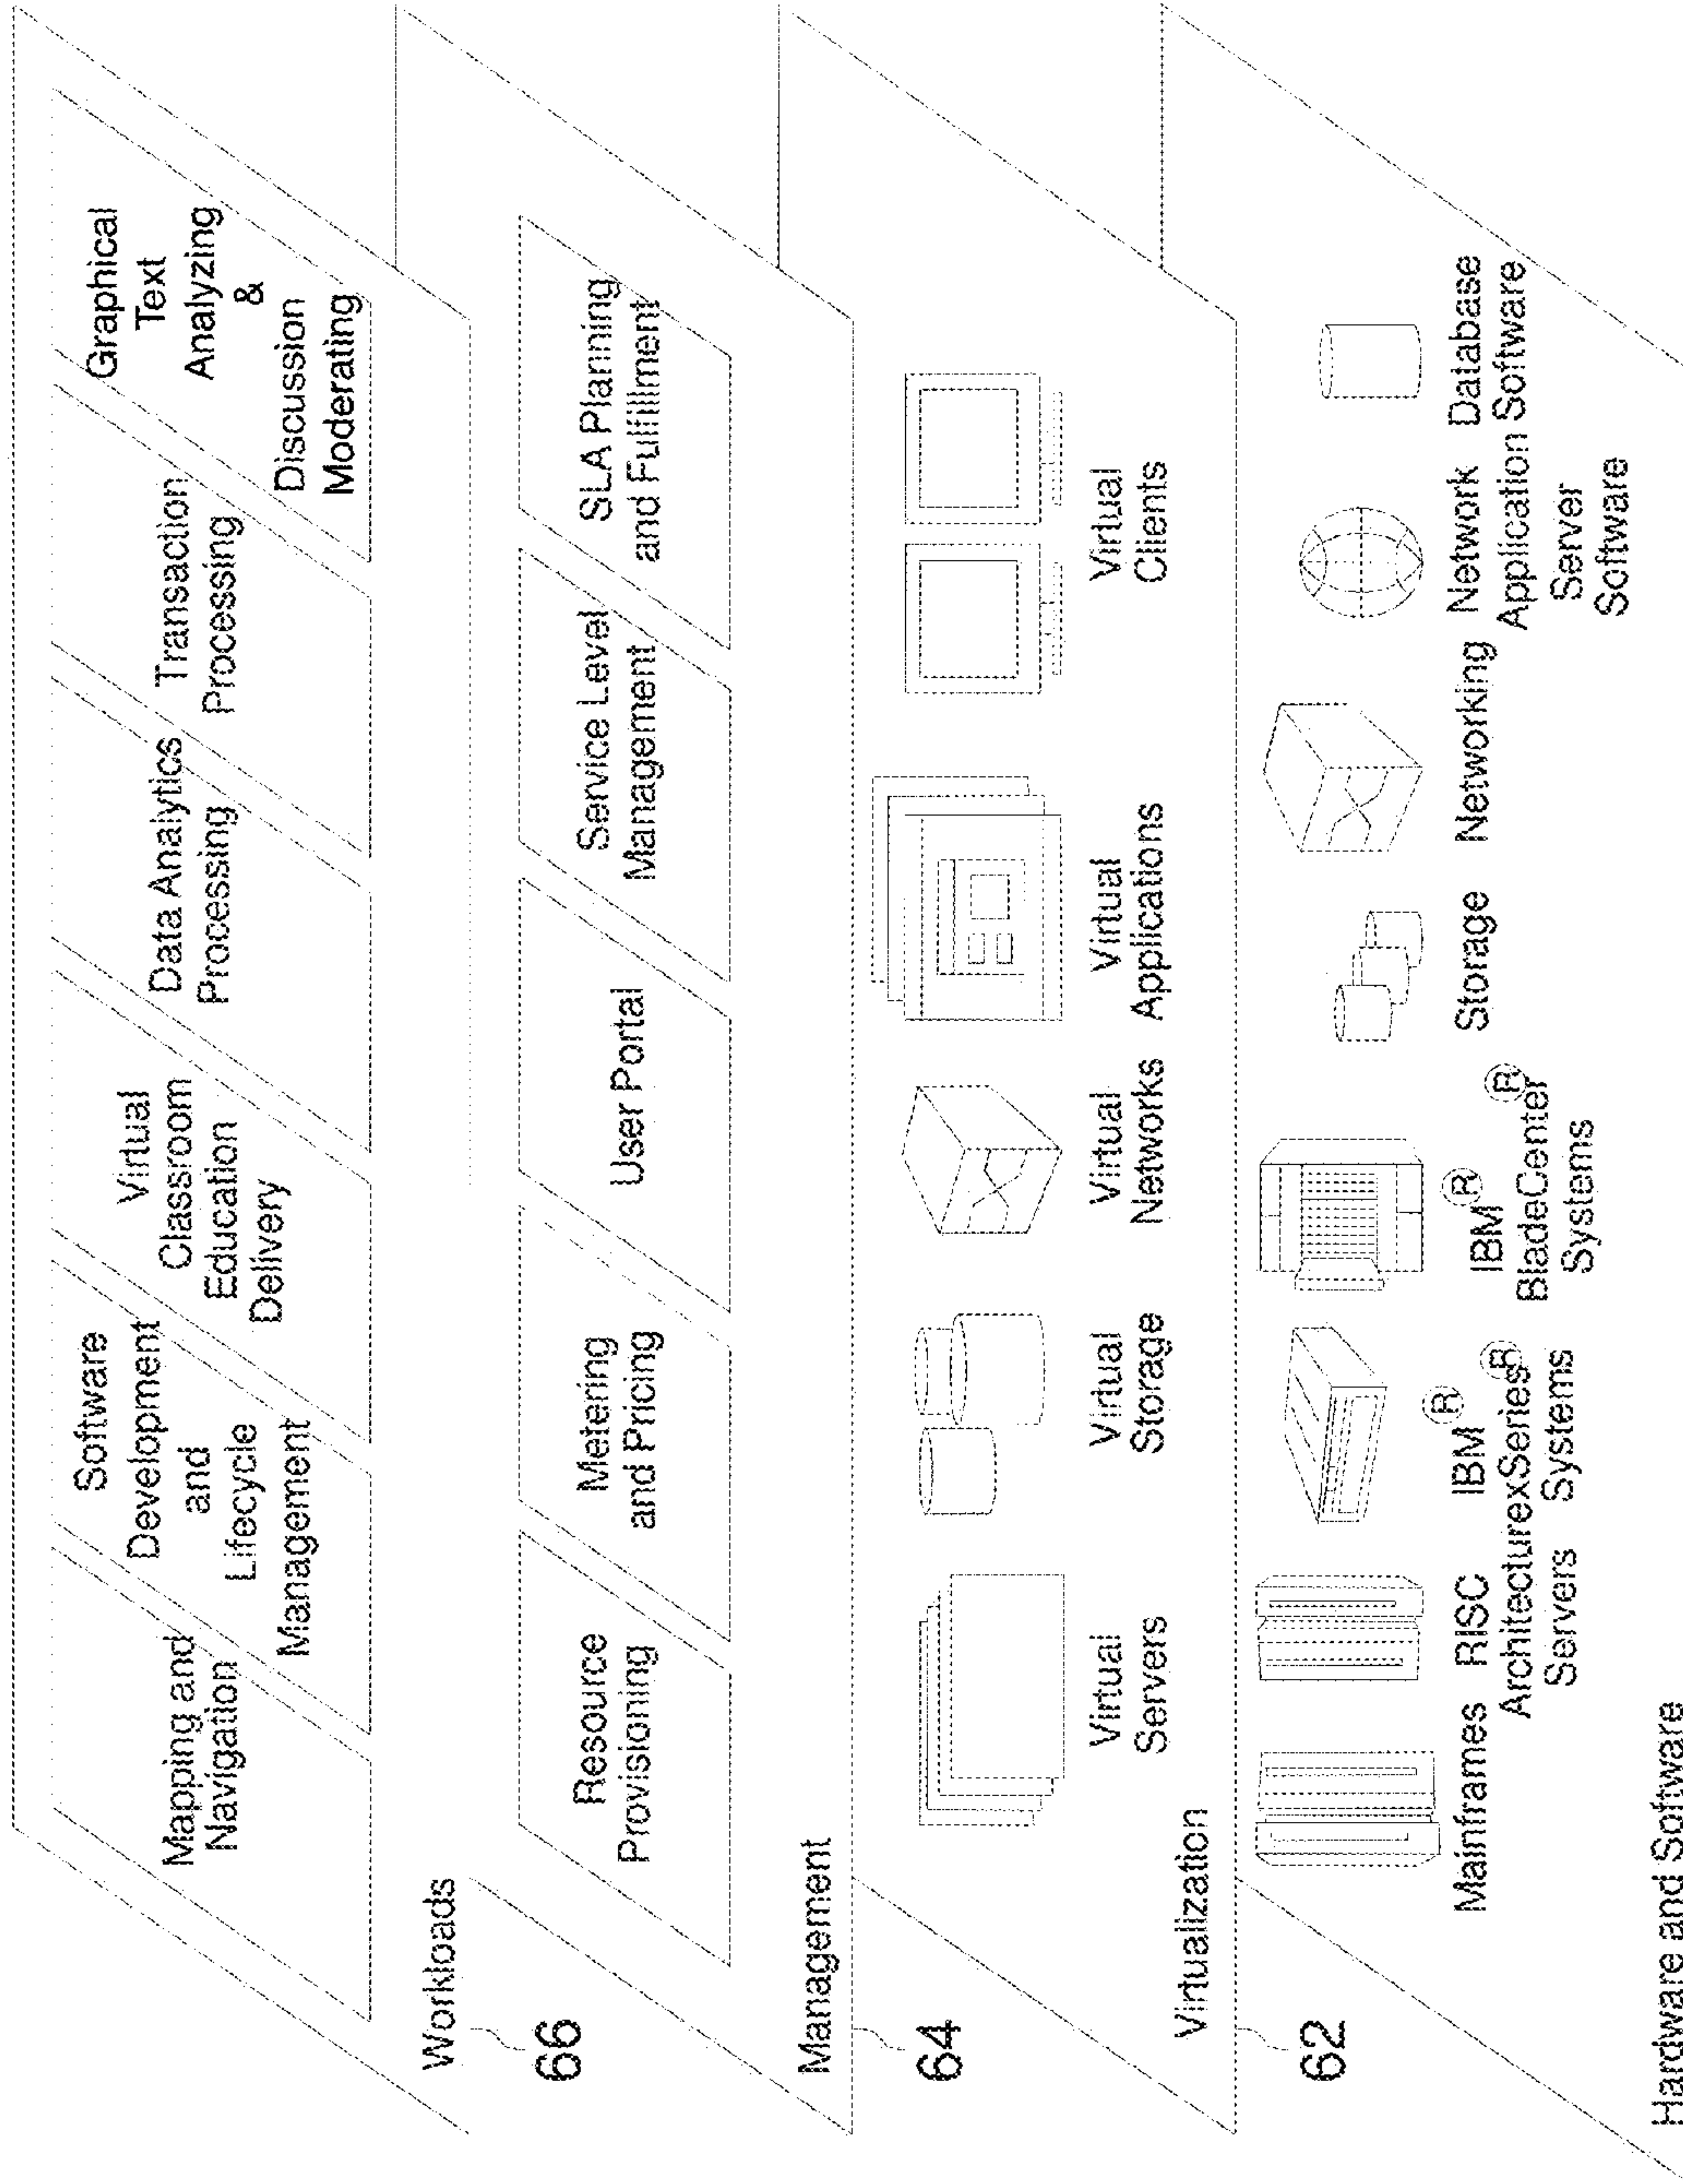 Mapping and
Navigation
Software
Development
and
Lifecycle
Management
Virtual
Classroom
Education
Delivery
Data Analytics
Processing
Transaction
Processing
Graphical
Text
Analyzing
&
Discussion
Moderating
Workloads
66
Resource
Provisioning
Metering
and Pricing
User Portal
Service Level
Management
SLA Planning
and Fulfillment
Management
64
Virtual
Servers
Virtual
Storage
Virtual
Networks
Virtual
Applications
Virtual
Clients
Virtualization
62
Mainframes
RISC
Architecture
Servers
IBM®
xSeries®
Systems
IBM®
BladeCenter®
Systems
Storage
Networking
Network
Application
Server
Software
Database
Software
Hardware and Software